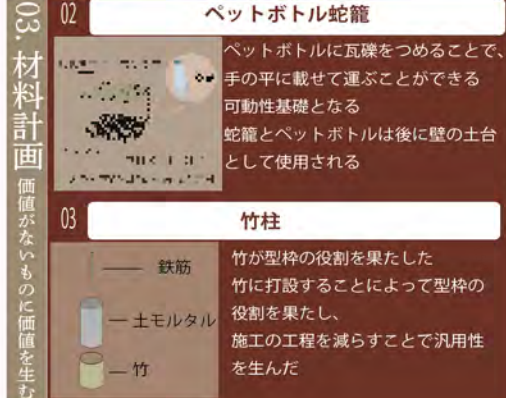 03. 材料計画 価値がないものに価値を生む
02 ペットボトル蛇籠
ペットボトルに瓦礫をつめることで、
手の平に載せて運ぶことができる
可動性基礎となる
蛇籠とペットボトルは後に壁の土台
として使用される
03 竹柱
鉄筋
土モルタル
竹
竹が型枠の役割を果たした
竹に打設することによって型枠の
役割を果たし、
施工の工程を減らすことで汎用性
を生んだ